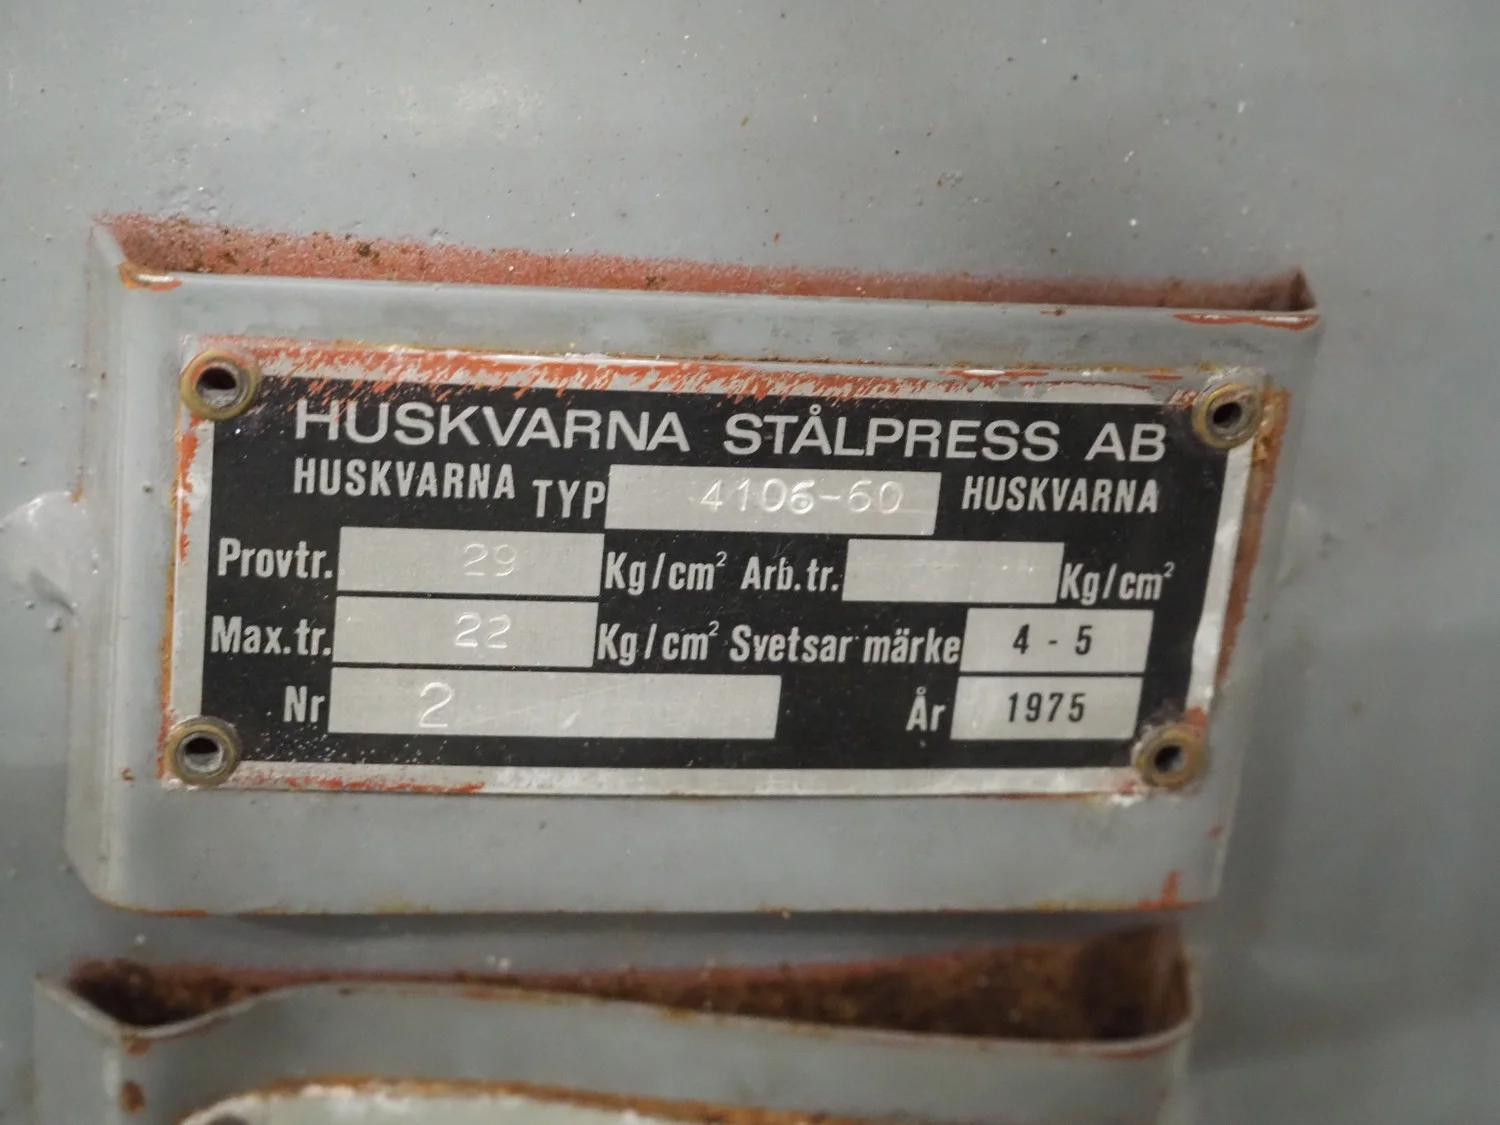 HUSKVARNA STÅLPRESS AB
HUSKVARNA TYP 4106-60 HUSKVARNA
Provtr. 29 Kg/cm² Arb.tr. Kg/cm²
Max.tr. 22 Kg/cm² Svetsar märke 4 - 5
Nr 2 År 1975